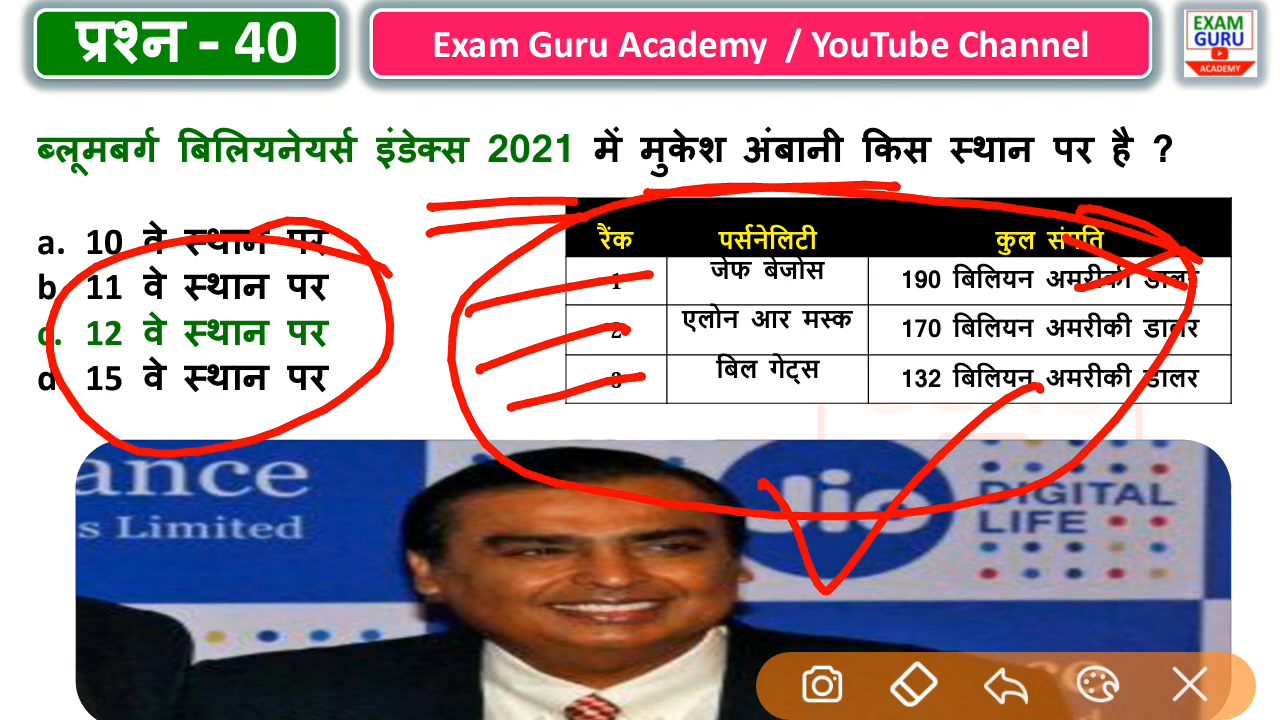 प्रश्न - 40
Exam Guru Academy / YouTube Channel
EXAM
GURU
ACADEMY
ब्लूमबर्ग बिलियनेयर्स इंडेक्स 2021 में मुकेश अंबानी किस स्थान पर है ?
a. 10 वे स्थान पर
b. 11 वे स्थान पर
c. 12 वे स्थान पर
d. 15 वे स्थान पर
रैंक पर्सनेलिटी कुल संपति
1 जेफ बेजोस 190 बिलियन अमरीकी डालर
2 एलोन आर मस्क 170 बिलियन अमरीकी डालर
3 बिल गेट्स 132 बिलियन अमरीकी डालर
ance
s Limited
Jio
DIGITAL
LIFE